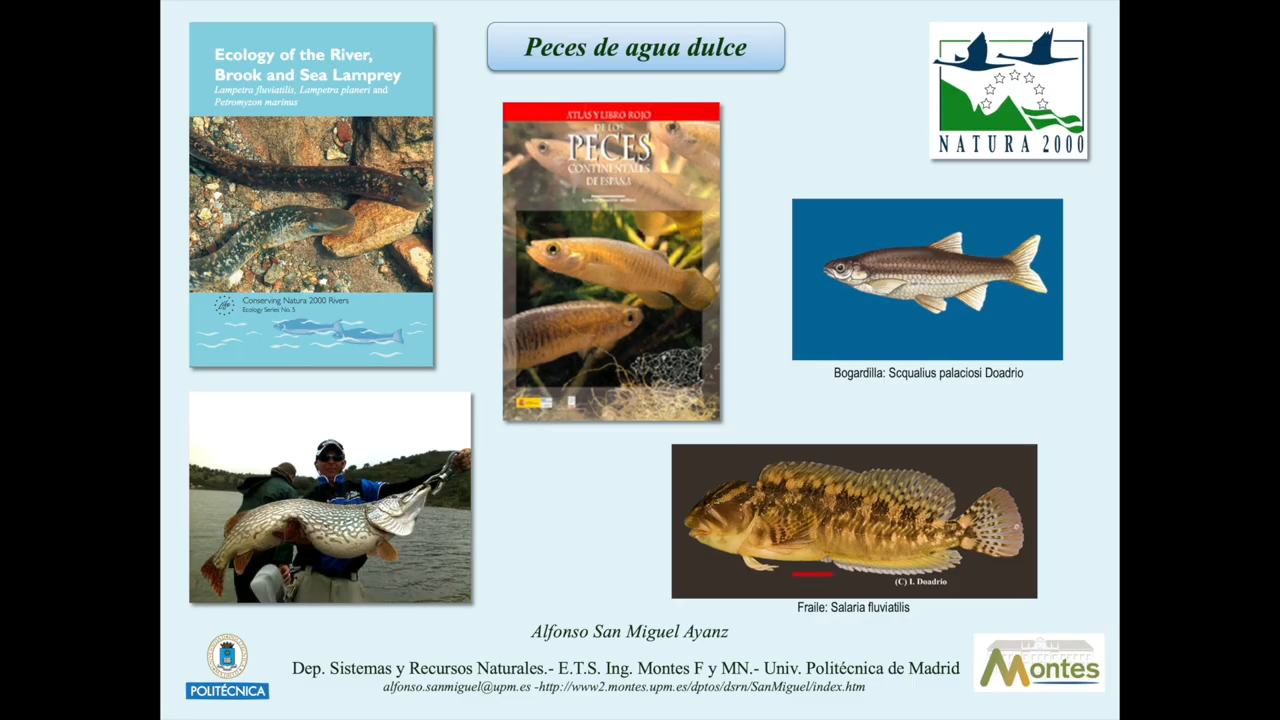 Peces de agua dulce
Ecology of the River,
Brook and Sea Lamprey
Lampetra fluviatilis, Lampetra planeri and
Petromyzon marinus
Life
Conserving Natura 2000 Rivers
Ecology Series No. 5
ATLAS Y LIBRO ROJO
DE LOS
PECES
CONTINENTALES
DE ESPAÑA
NATURA 2000
Bogardilla: Scqualius palaciosi Doadrio
(C) I. Doadrio
Fraile: Salaria fluviatilis
Alfonso San Miguel Ayanz
Dep. Sistemas y Recursos Naturales.- E.T.S. Ing. Montes F y MN.- Univ. Politécnica de Madrid
alfonso.sanmiguel@upm.es -http://www2.montes.upm.es/dptos/dsrn/SanMiguel/index.htm
POLITÉCNICA
Montes